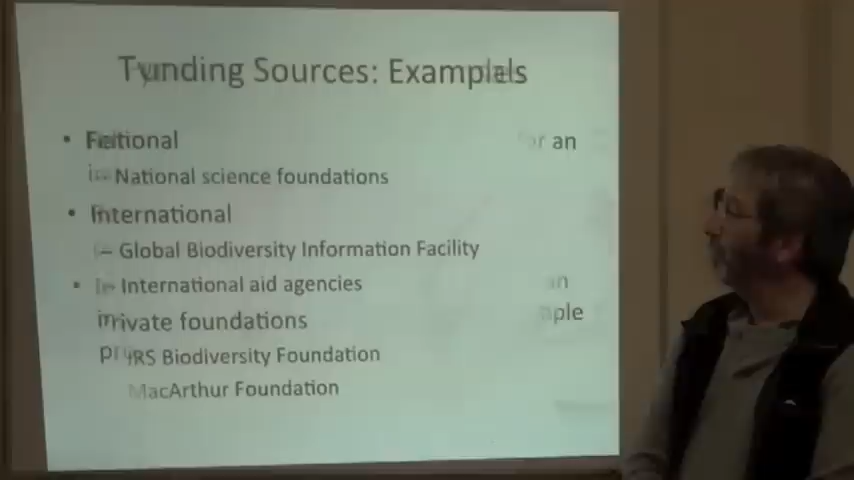 Funding Sources: Examples
National
– National science foundations
• International
– Global Biodiversity Information Facility
– International aid agencies
Private foundations
JRS Biodiversity Foundation
MacArthur Foundation